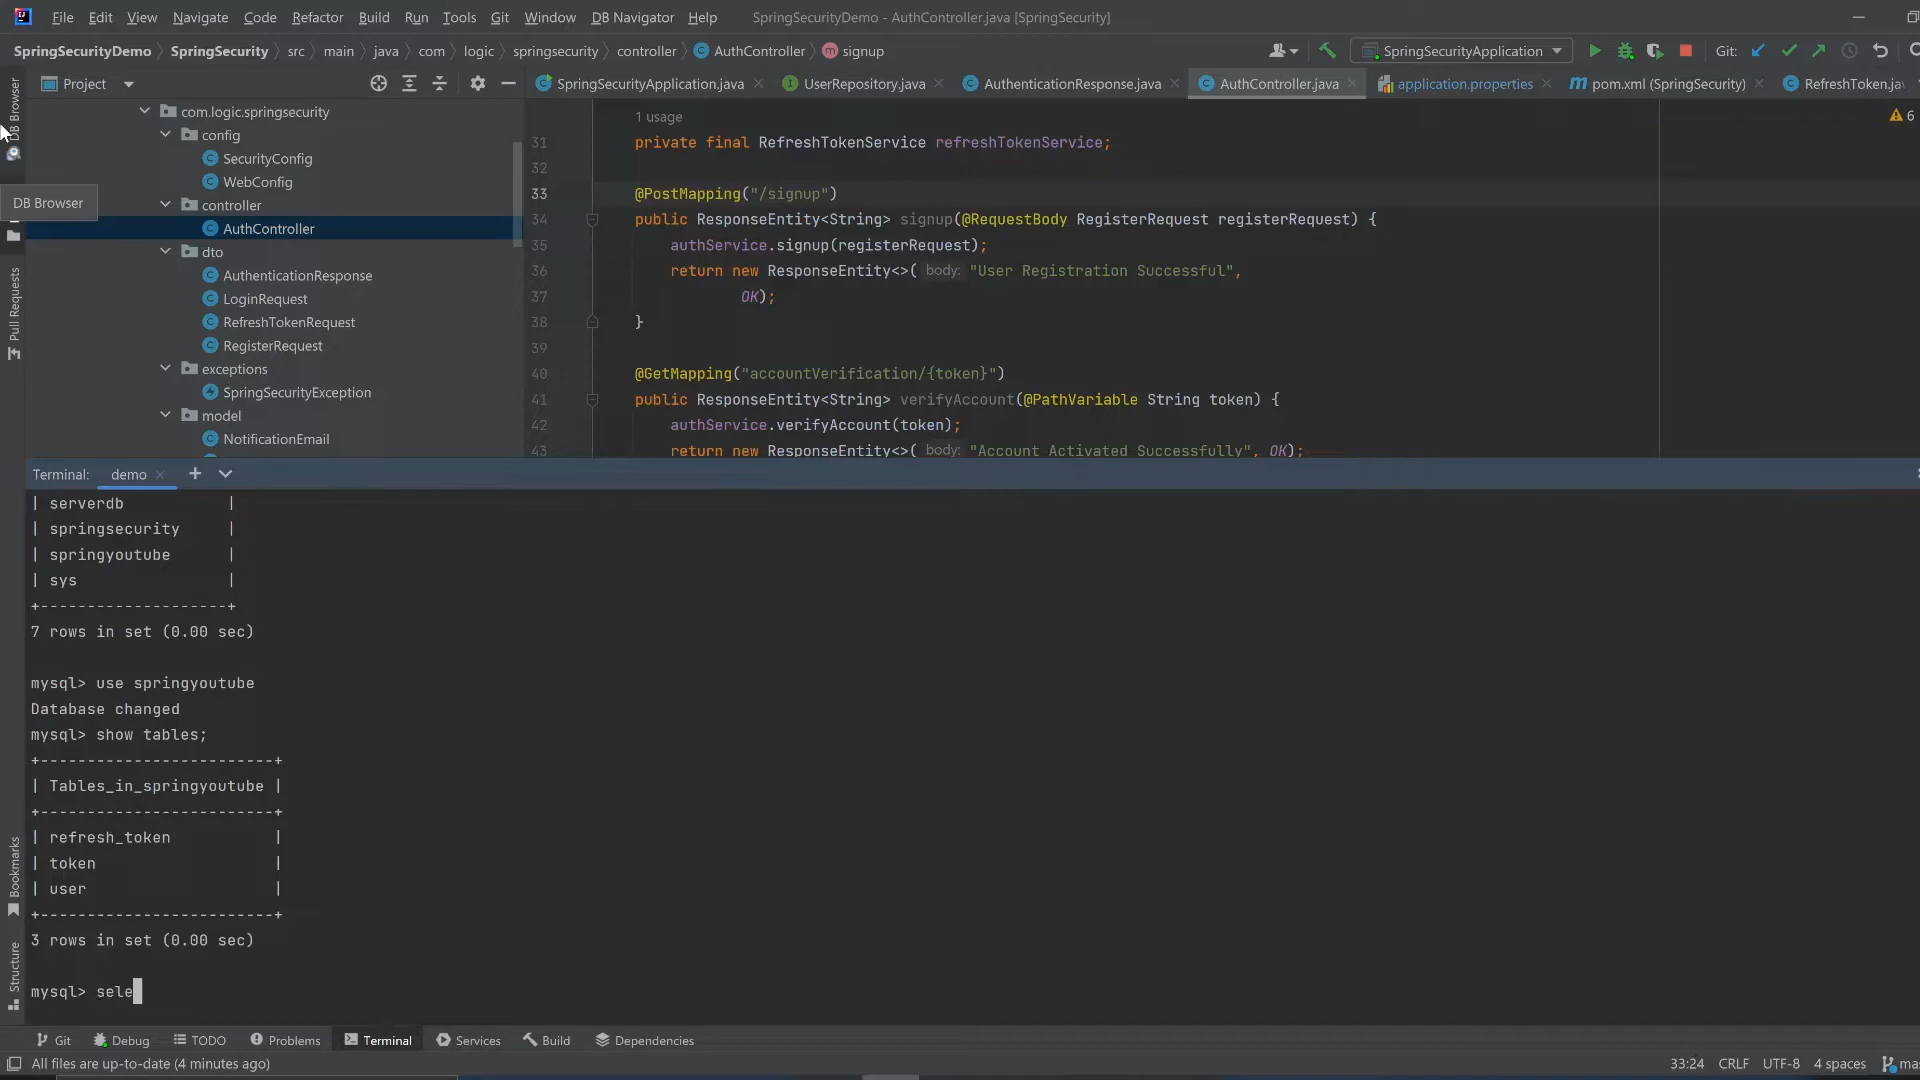 File Edit View Navigate Code Refactor Build Run Tools Git Window DB Navigator Help SpringSecurityDemo - AuthController.java [SpringSecurity]
SpringSecurityDemo SpringSecurity src main java com logic springsecurity controller AuthController signup SpringSecurityApplication Git:
Project SpringSecurityApplication.java UserRepository.java AuthenticationResponse.java AuthController.java application.properties pom.xml (SpringSecurity) RefreshToken.ja
DB Browser
Pull Requests
Bookmarks
Structure
DB Browser
com.logic.springsecurity
config
SecurityConfig
WebConfig
controller
AuthController
dto
AuthenticationResponse
LoginRequest
RefreshTokenRequest
RegisterRequest
exceptions
SpringSecurityException
model
NotificationEmail
6
1 usage
31 private final RefreshTokenService refreshTokenService;
32
33 @PostMapping("/signup")
34 public ResponseEntity<String> signup(@RequestBody RegisterRequest registerRequest) {
35 authService.signup(registerRequest);
36 return new ResponseEntity<>( body: "User Registration Successful",
37 OK);
38 }
39
40 @GetMapping("accountVerification/{token}")
41 public ResponseEntity<String> verifyAccount(@PathVariable String token) {
42 authService.verifyAccount(token);
43 return new ResponseEntity<>( body: "Account Activated Successfully", OK);
Terminal: demo
| serverdb |
| springsecurity |
| springyoutube |
| sys |
+--------------------+
7 rows in set (0.00 sec)
mysql> use springyoutube
Database changed
mysql> show tables;
+-------------------------+
| Tables_in_springyoutube |
+-------------------------+
| refresh_token |
| token |
| user |
+-------------------------+
3 rows in set (0.00 sec)
mysql> sele
Git Debug TODO Problems Terminal Services Build Dependencies
All files are up-to-date (4 minutes ago) 33:24 CRLF UTF-8 4 spaces mas